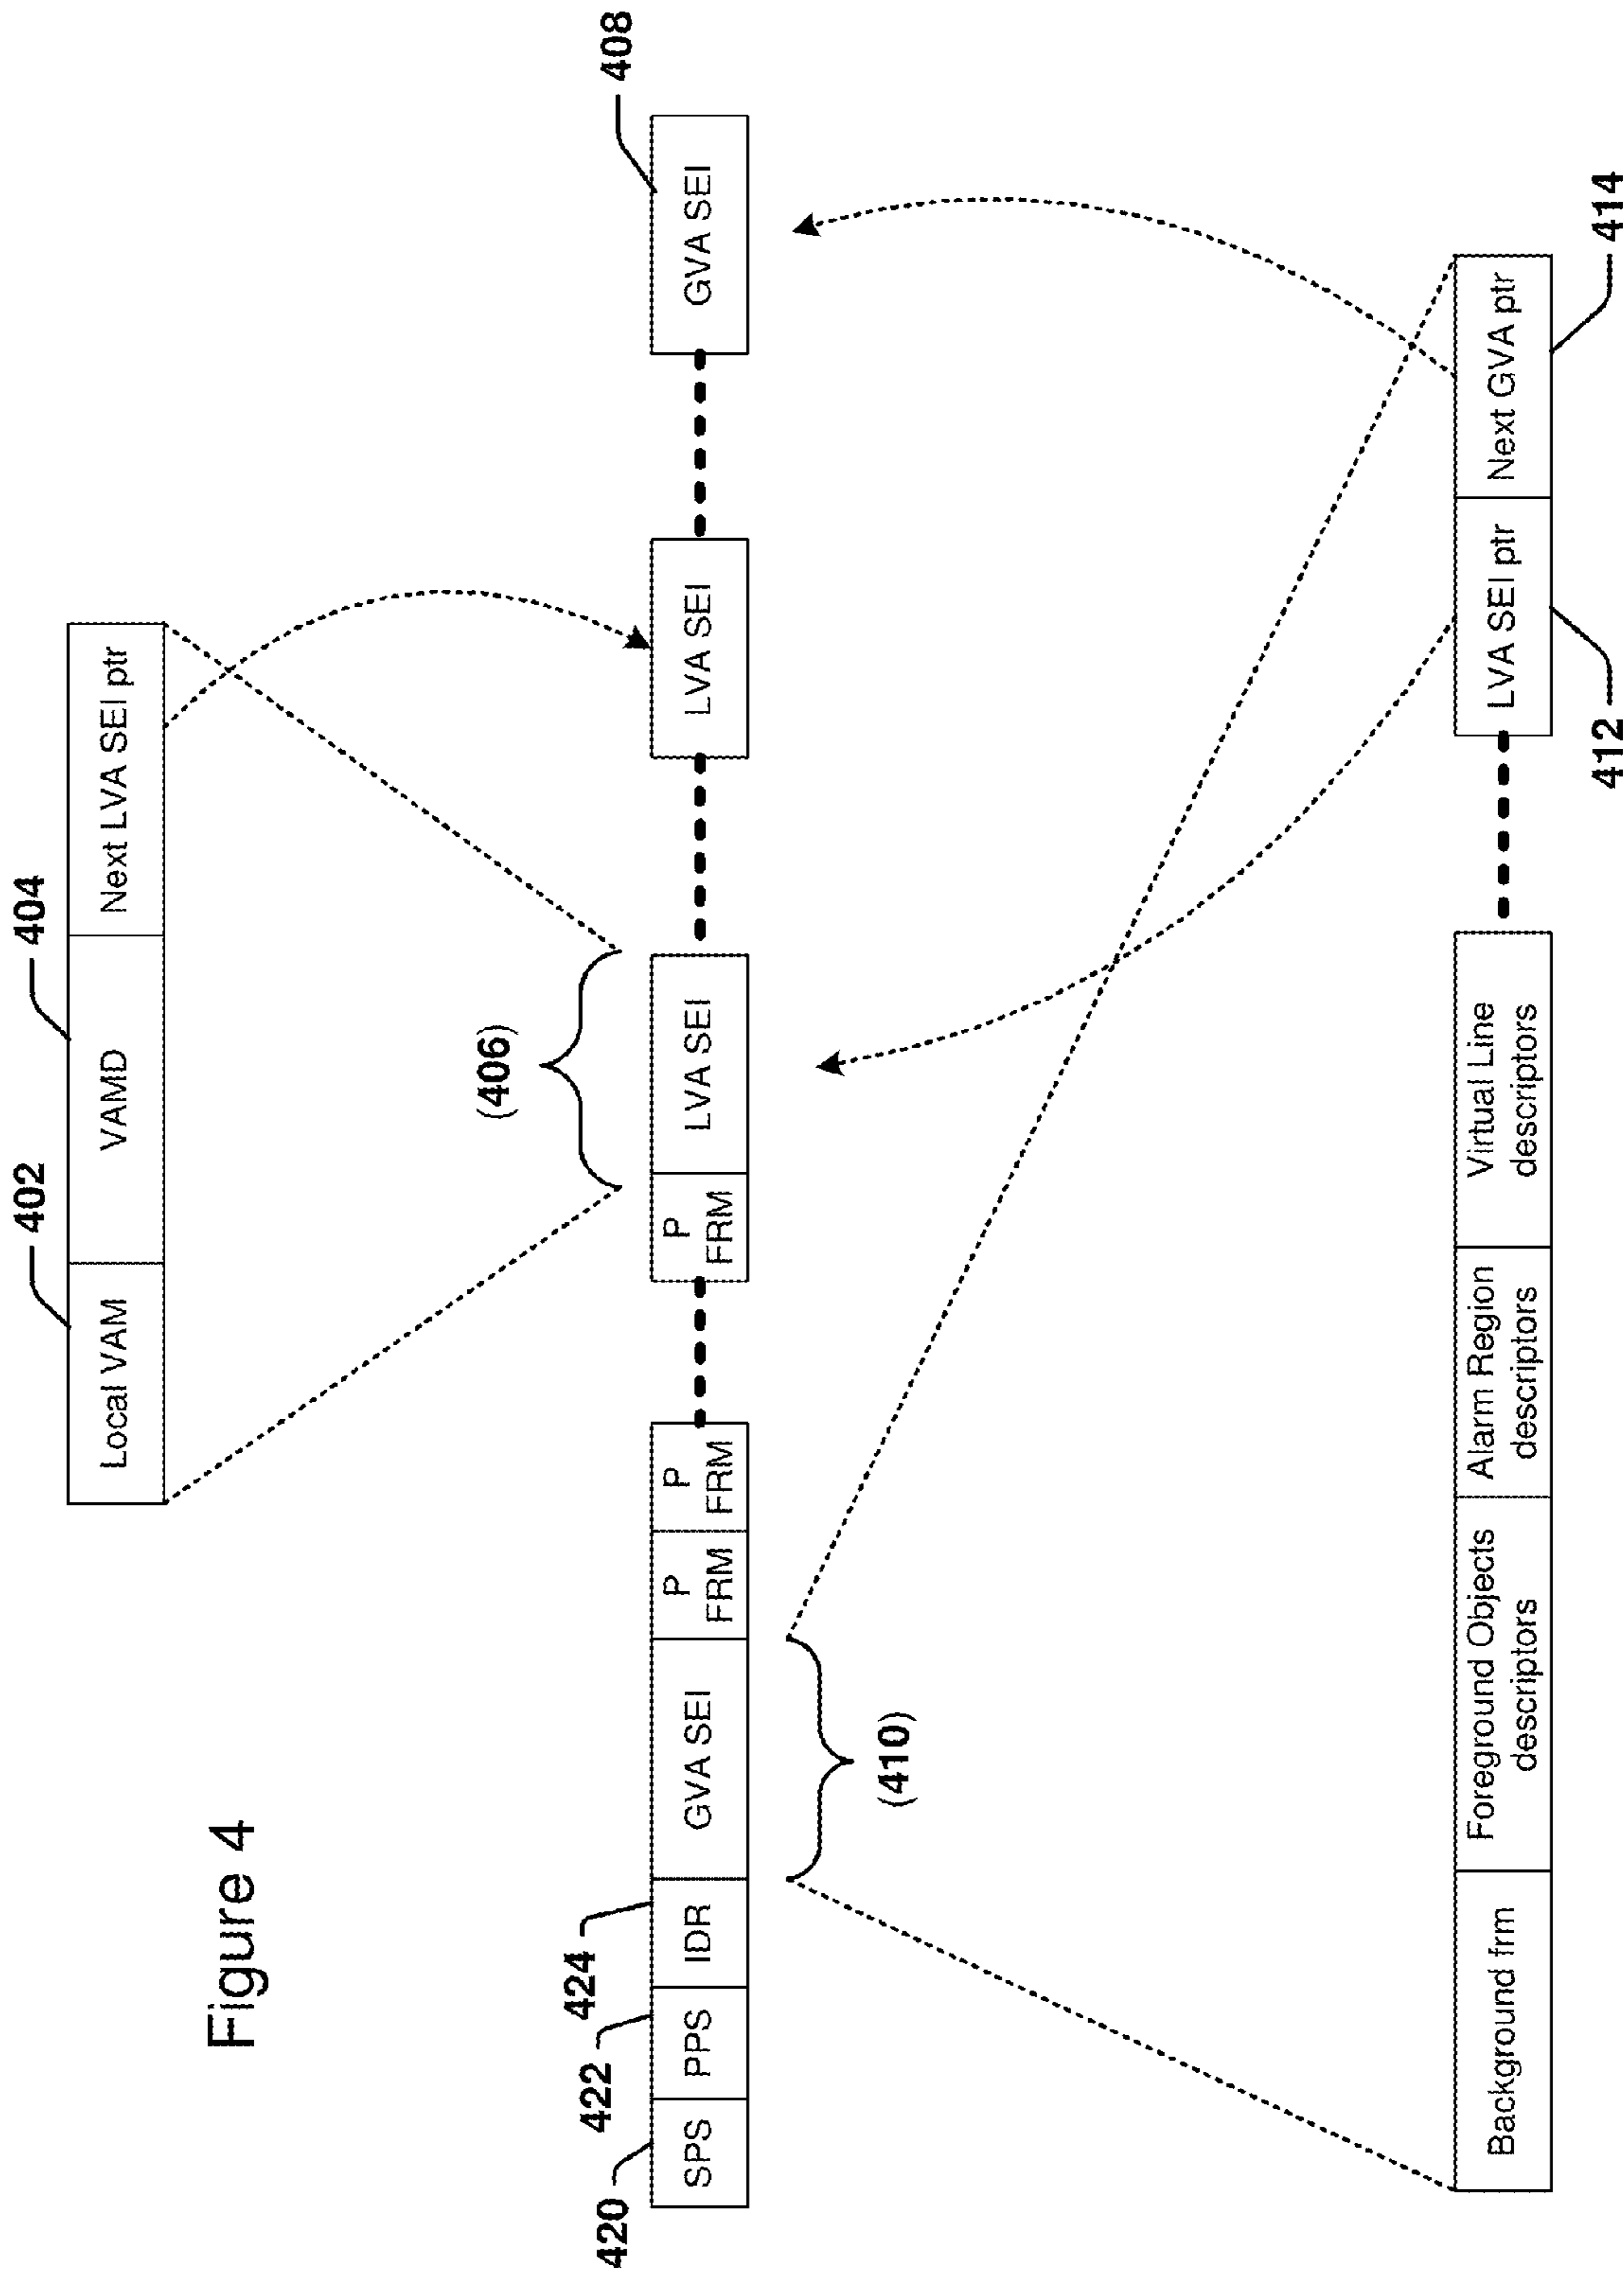 Figure 4
402
404
Local VAM
VAMD
Next LVA SEI ptr
(406)
408
420
422
424
SPS
PPS
IDR
GVA SEI
P
FRM
P
FRM
P
FRM
LVA SEI
LVA SEI
GVA SEI
(410)
Background frm
Foreground Objects
descriptors
Alarm Region
descriptors
Virtual Line
descriptors
LVA SEI ptr
Next GVA ptr
412
414